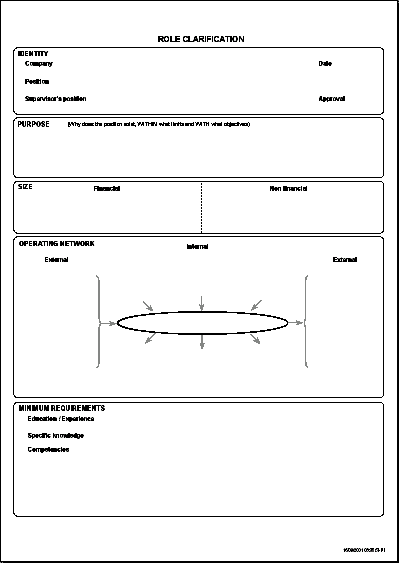 ROLE CLARIFICATION
IDENTITY
Company Date
Position
Supervisor's position Approval
PURPOSE (Why does the position exist, WITHIN what limits and WITH what objectives)
SIZE Financial Non financial
OPERATING NETWORK Internal
External External
MINIMUM REQUIREMENTS
Education / Experience
Specific knowledge
Competencies